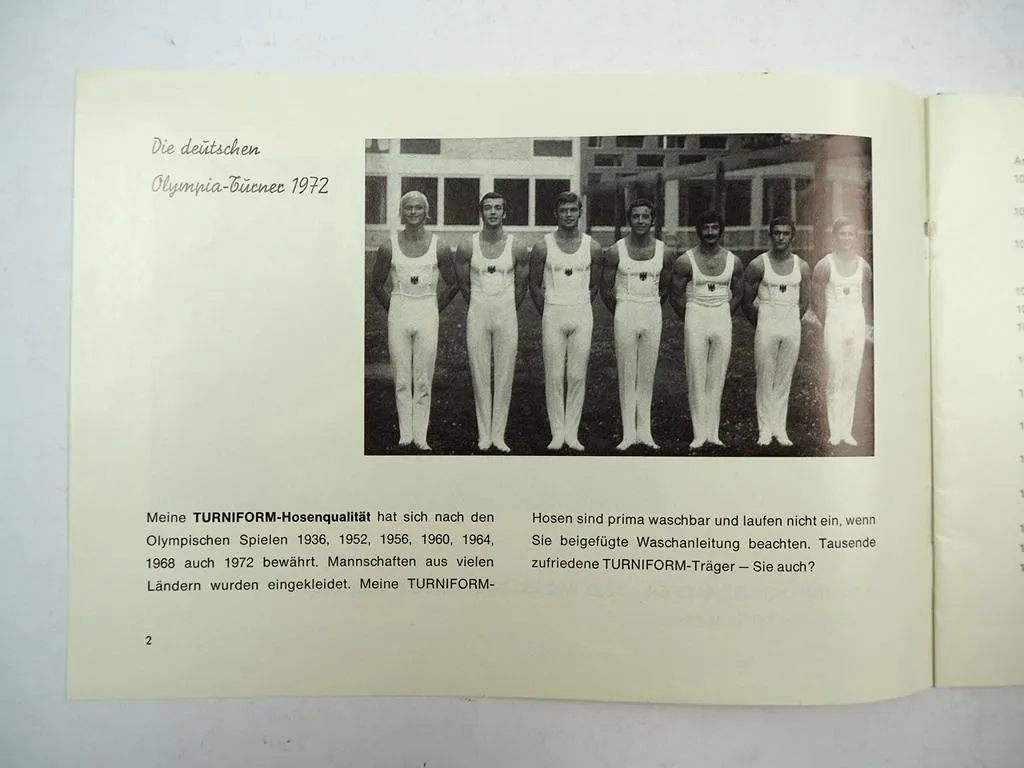 Die deutschen
Olympia-Turner 1972
Meine TURNIFORM-Hosenqualität hat sich nach den
Olympischen Spielen 1936, 1952, 1956, 1960, 1964,
1968 auch 1972 bewährt. Mannschaften aus vielen
Ländern wurden eingekleidet. Meine TURNIFORM-
Hosen sind prima waschbar und laufen nicht ein, wenn
Sie beigefügte Waschanleitung beachten. Tausende
zufriedene TURNIFORM-Träger – Sie auch?
2